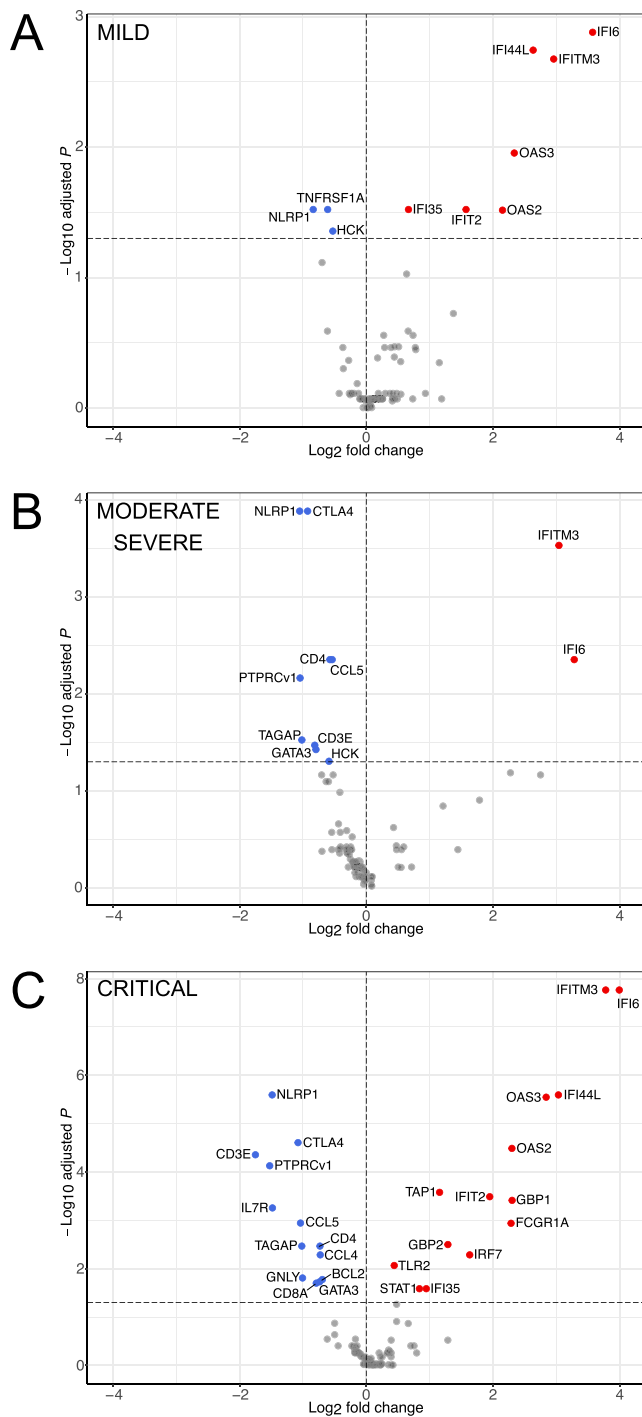 A
MILD
3
IFI6
IFI44L
IFITM3
2
OAS3
TNFRSF1A
NLRP1
IFI35
IFIT2
OAS2
HCK
1
0
−Log10 adjusted P
−4
−2
0
2
4
Log2 fold change
B
MODERATE
SEVERE
4
NLRP1
CTLA4
IFITM3
3
CD4
CCL5
IFI6
PTPRCv1
2
TAGAP
CD3E
GATA3
HCK
1
0
−Log10 adjusted P
−4
−2
0
2
4
Log2 fold change
C
CRITICAL
8
IFITM3
IFI6
6
NLRP1
OAS3
IFI44L
CTLA4
OAS2
CD3E
PTPRCv1
4
TAP1
IFIT2
GBP1
IL7R
CCL5
FCGR1A
TAGAP
CD4
CCL4
GBP2
IRF7
2
TLR2
GNLY
BCL2
CD8A
GATA3
STAT1
IFI35
0
−Log10 adjusted P
−4
−2
0
2
4
Log2 fold change